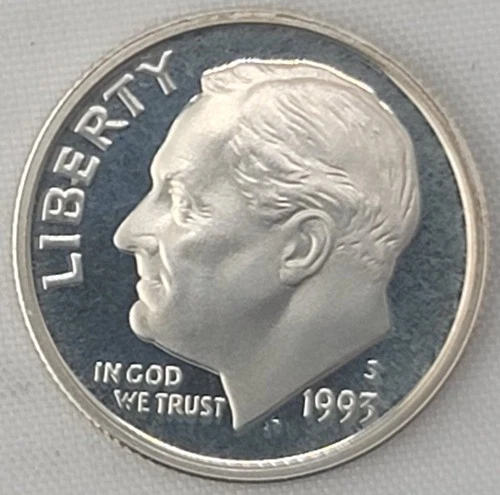 LIBERTY
IN GOD
WE TRUST
S
1993